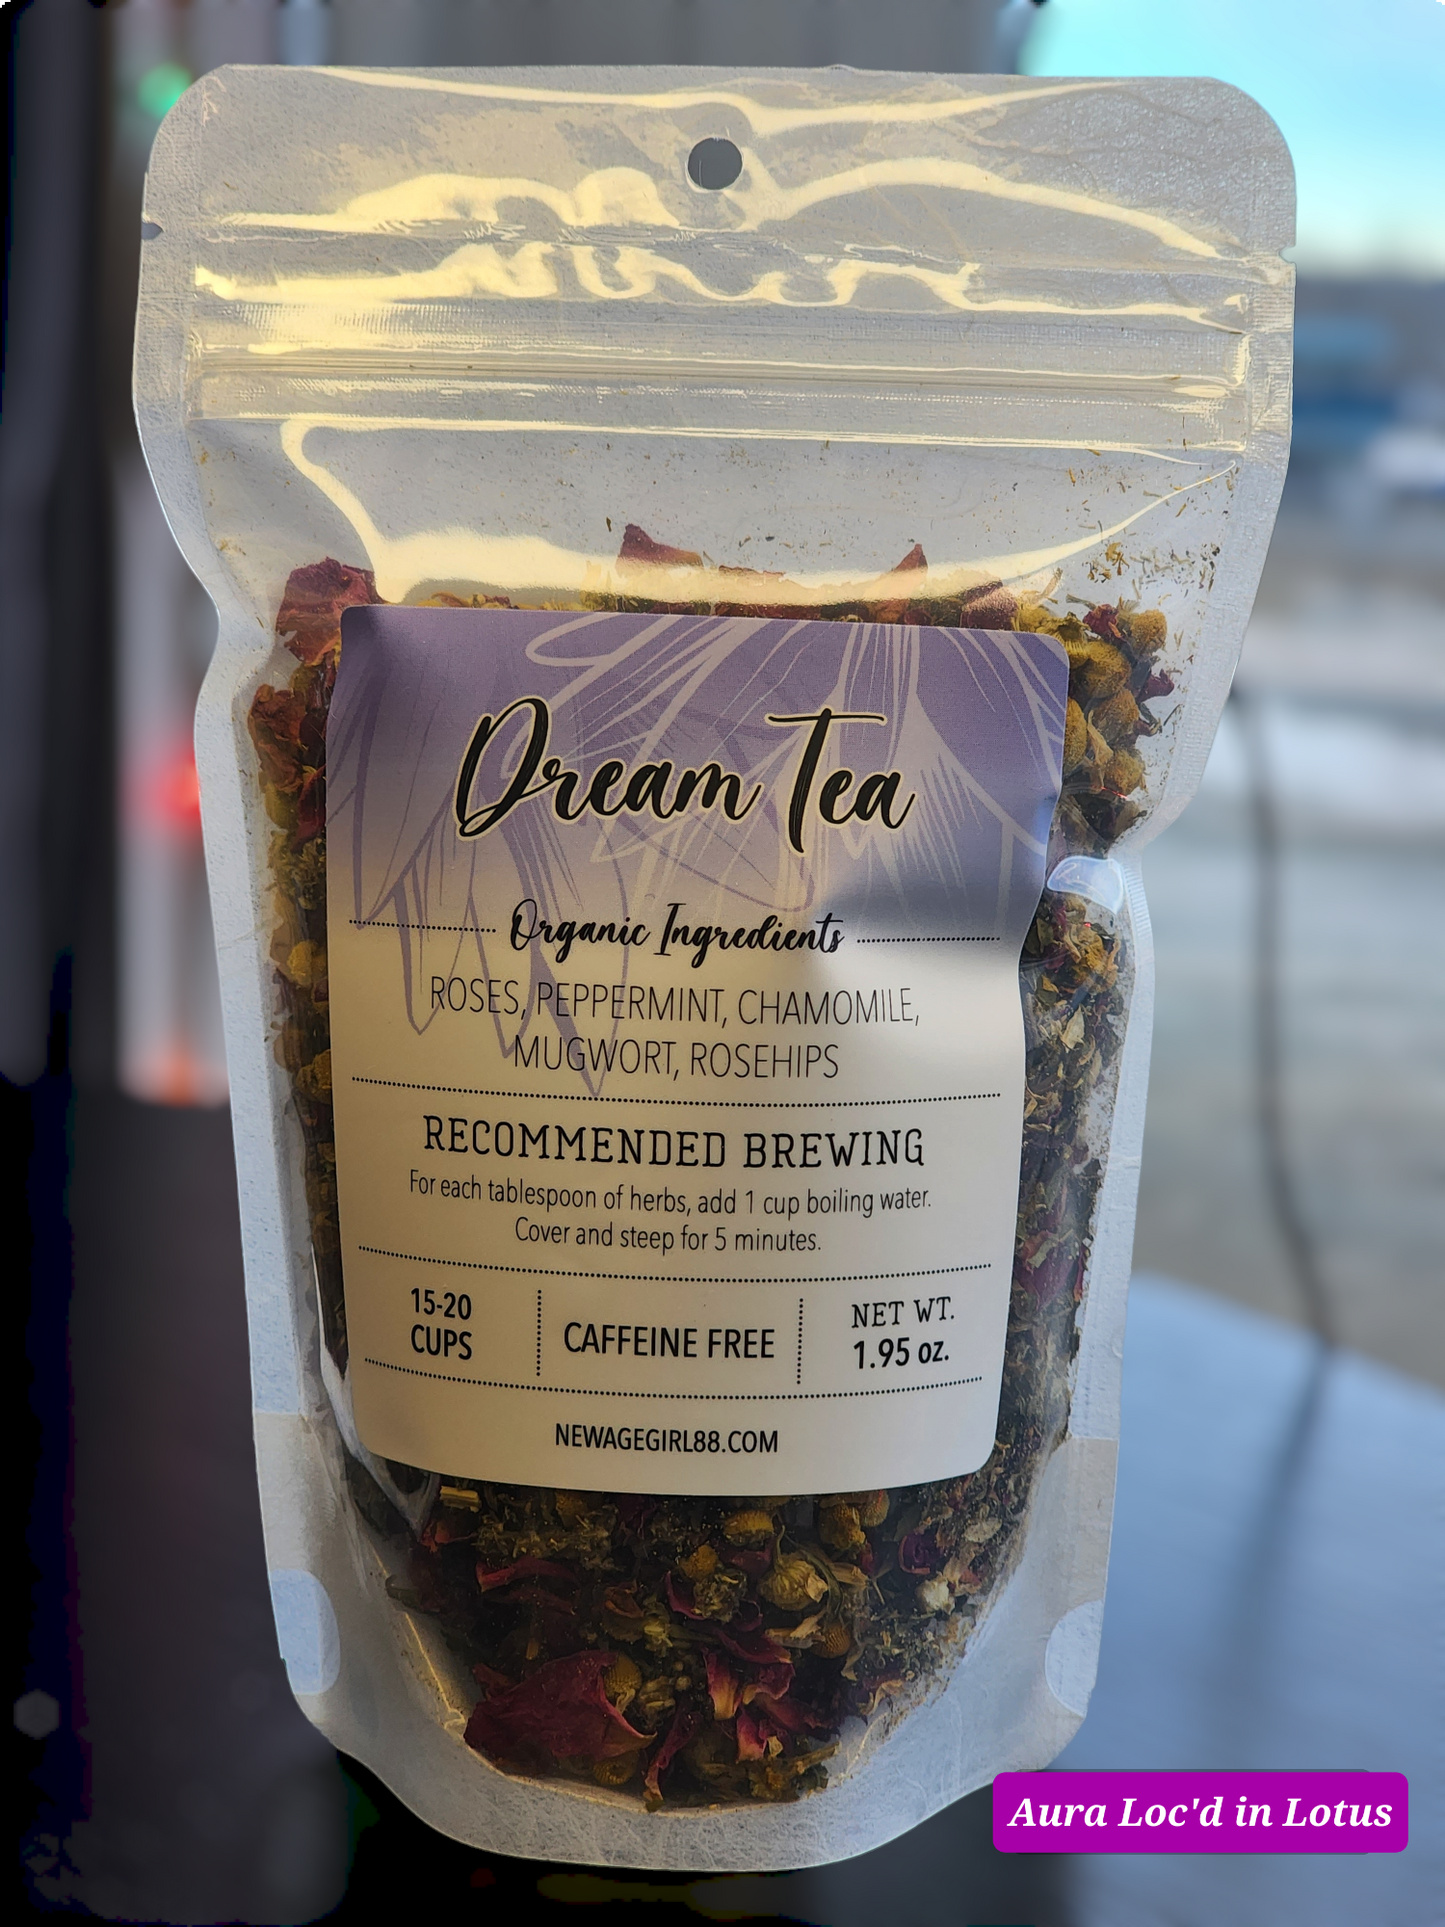 Dream Tea
Organic Ingredients
ROSES, PEPPERMINT, CHAMOMILE,
MUGWORT, ROSEHIPS
RECOMMENDED BREWING
For each tablespoon of herbs, add 1 cup boiling water.
Cover and steep for 5 minutes.
15-20
CUPS
CAFFEINE FREE
NET WT.
1.95 oz.
NEWAGEGIRL88.COM
Aura Loc'd in Lotus